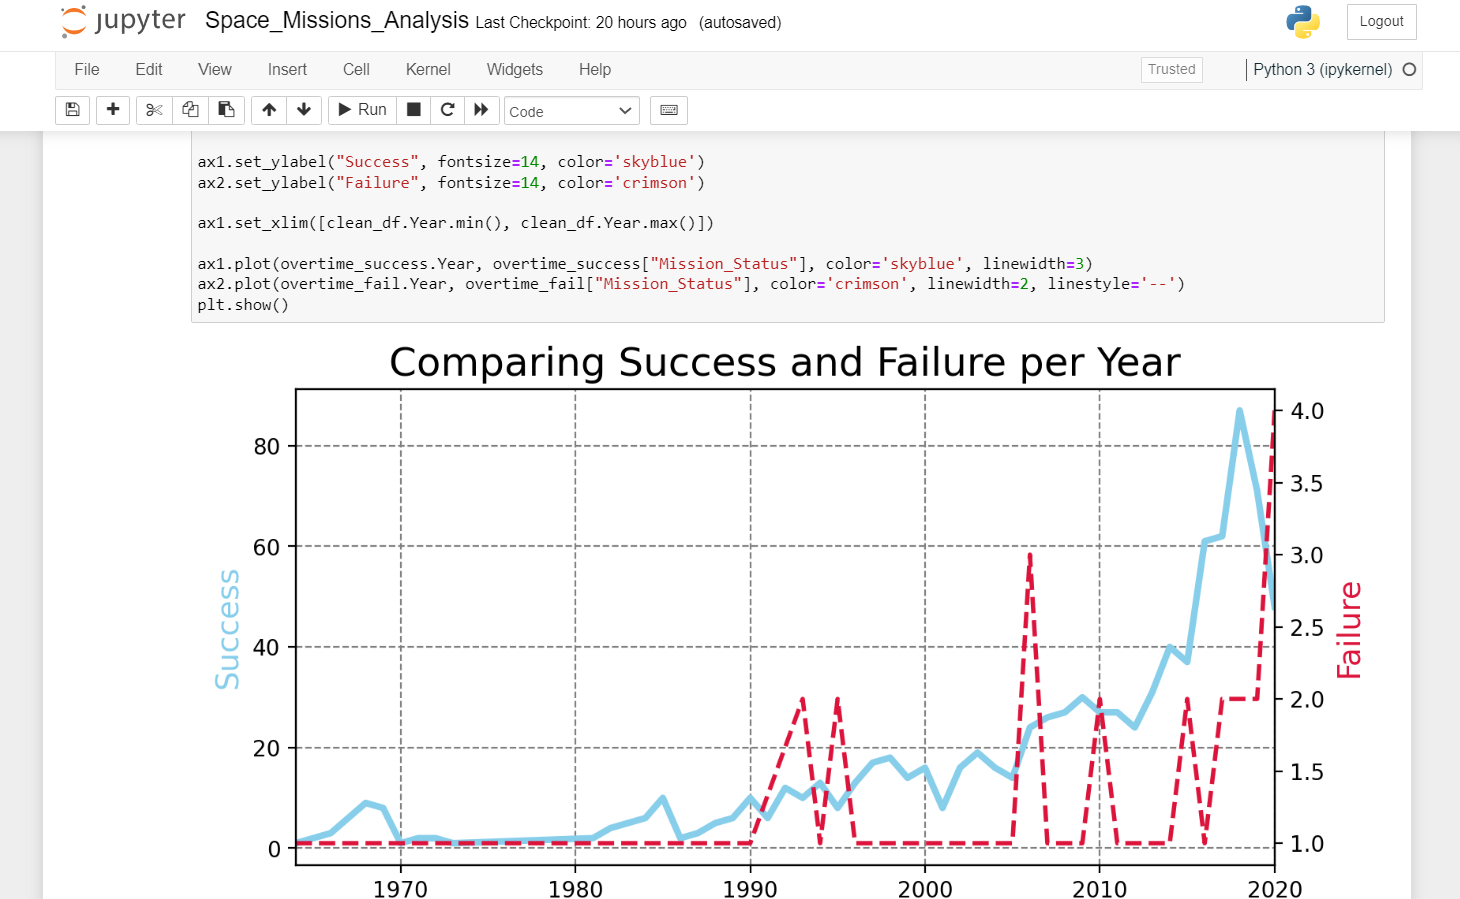 jupyter Space_Missions_Analysis Last Checkpoint: 20 hours ago (autosaved)
Logout
File Edit View Insert Cell Kernel Widgets Help
Trusted
Python 3 (ipykernel)
Run
Code
ax1.set_ylabel("Success", fontsize=14, color='skyblue')
ax2.set_ylabel("Failure", fontsize=14, color='crimson')
ax1.set_xlim([clean_df.Year.min(), clean_df.Year.max()])
ax1.plot(overtime_success.Year, overtime_success["Mission_Status"], color='skyblue', linewidth=3)
ax2.plot(overtime_fail.Year, overtime_fail["Mission_Status"], color='crimson', linewidth=2, linestyle='--')
plt.show()
Comparing Success and Failure per Year
Success
80
60
40
20
0
4.0
3.5
3.0
2.5
2.0
1.5
1.0
Failure
1970 1980 1990 2000 2010 2020